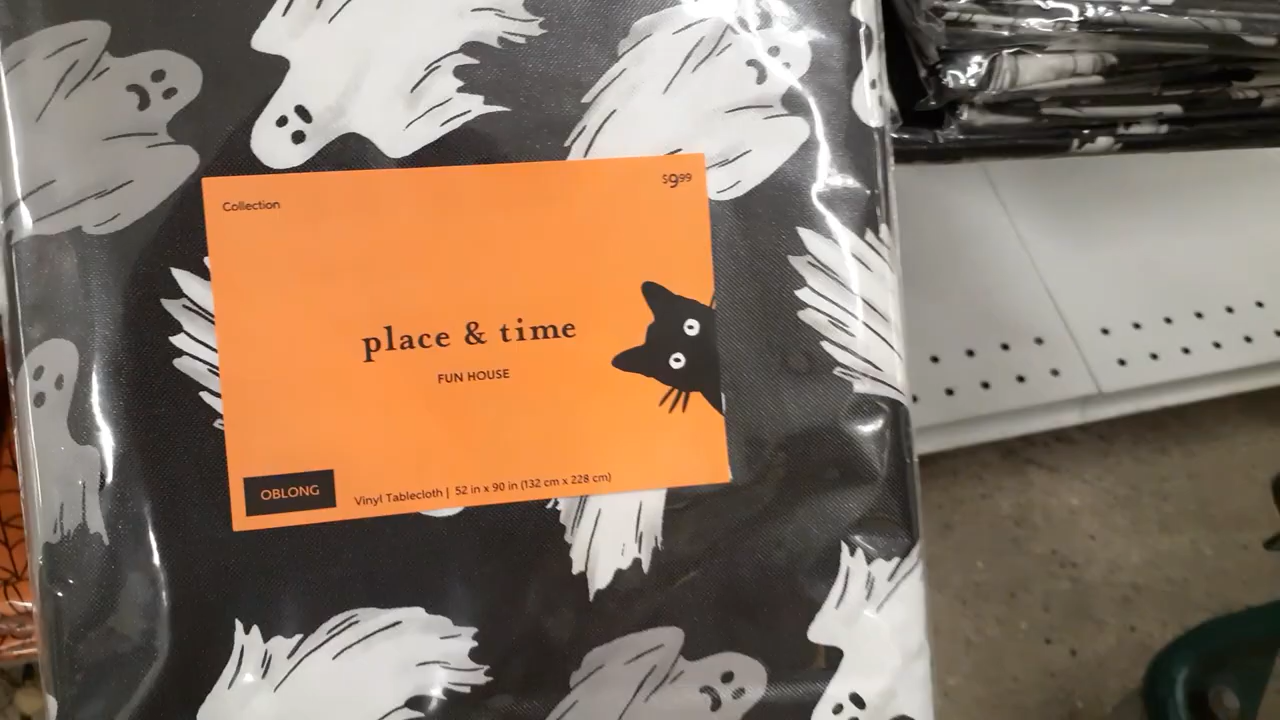 $9.99
Collection
place & time
FUN HOUSE
OBLONG
Vinyl Tablecloth | 52 in x 90 in (132 cm x 228 cm)